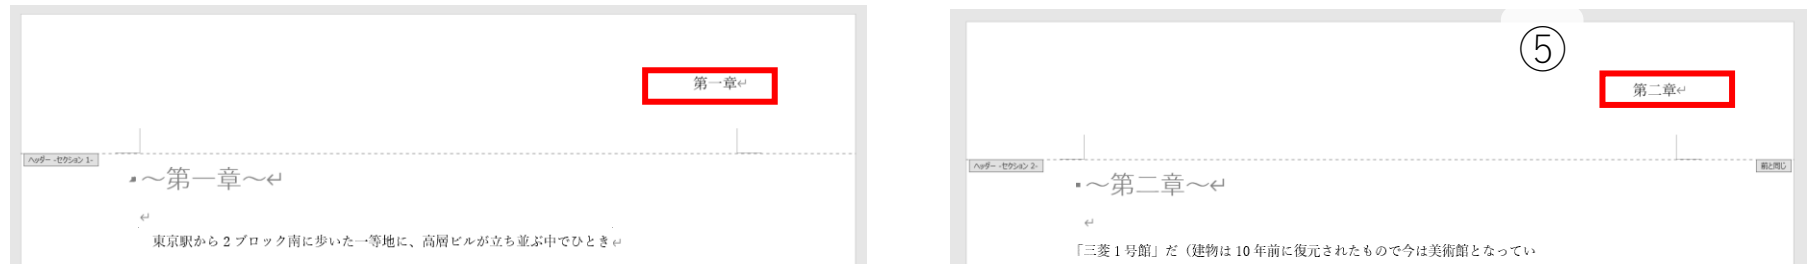 第一章↵
ヘッダー -セクション 1-
～第一章～↵
↵
東京駅から 2 ブロック南に歩いた一等地に、高層ビルが立ち並ぶ中でひとき↵
⑤
第二章↵
ヘッダー -セクション 2-
前と同じ
～第二章～↵
↵
「三菱 1 号館」だ（建物は 10 年前に復元されたもので今は美術館となってい